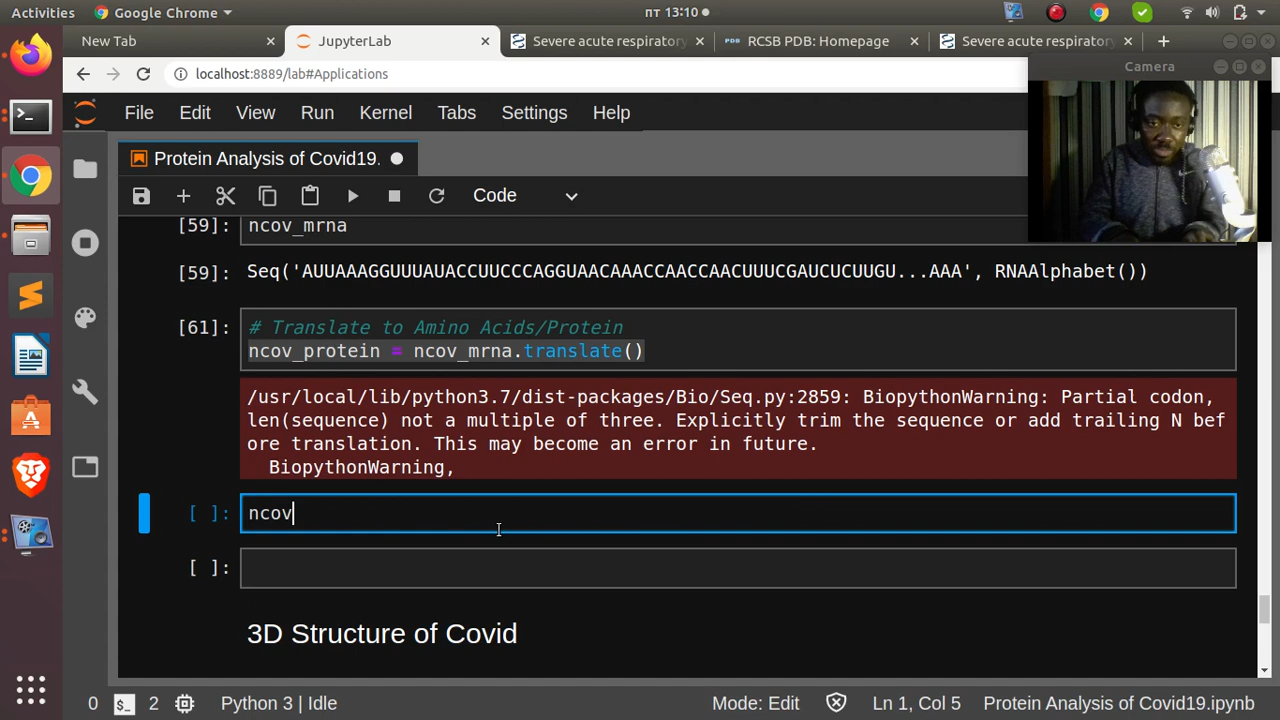 Activities
Google Chrome
пт 13:10
New Tab
JupyterLab
Severe acute respiratory
PDB
RCSB PDB: Homepage
Severe acute respiratory
localhost:8889/lab#Applications
Camera
File Edit View Run Kernel Tabs Settings Help
Protein Analysis of Covid19.
Code
[59]: ncov_mrna
[59]: Seq('AUUAAAGGUUUAUACCUUCCCAGGUAACAAACCAACCAACUUUCGAUCUCUUGU...AAA', RNAAlphabet())
[61]: # Translate to Amino Acids/Protein
ncov_protein = ncov_mrna.translate()
/usr/local/lib/python3.7/dist-packages/Bio/Seq.py:2859: BiopythonWarning: Partial codon,
len(sequence) not a multiple of three. Explicitly trim the sequence or add trailing N bef
ore translation. This may become an error in future.
BiopythonWarning,
[ ]: ncov
[ ]:
3D Structure of Covid
0 $_ 2 Python 3 | Idle Mode: Edit Ln 1, Col 5 Protein Analysis of Covid19.ipynb